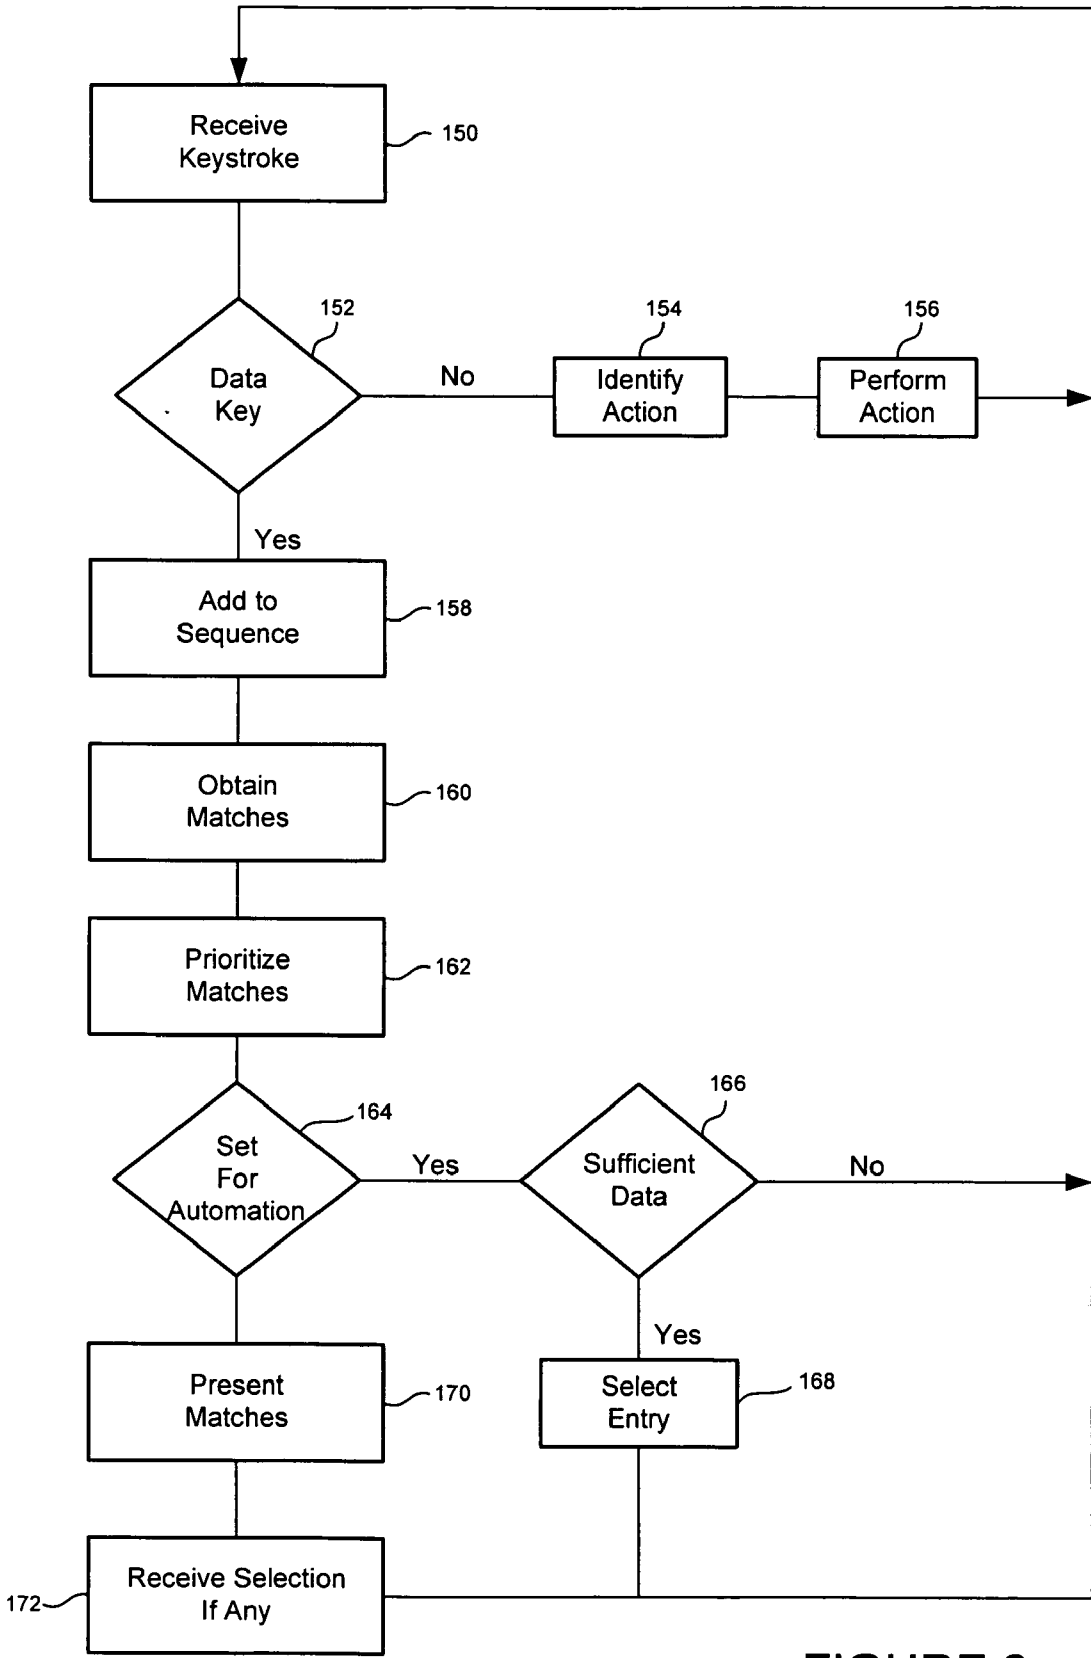 Receive
Keystroke
150
152
Data
Key
No
154
Identify
Action
156
Perform
Action
Yes
Add to
Sequence
158
Obtain
Matches
160
Prioritize
Matches
162
Set
For
Automation
164
Yes
166
Sufficient
Data
No
Yes
Present
Matches
170
Select
Entry
168
Receive Selection
If Any
172